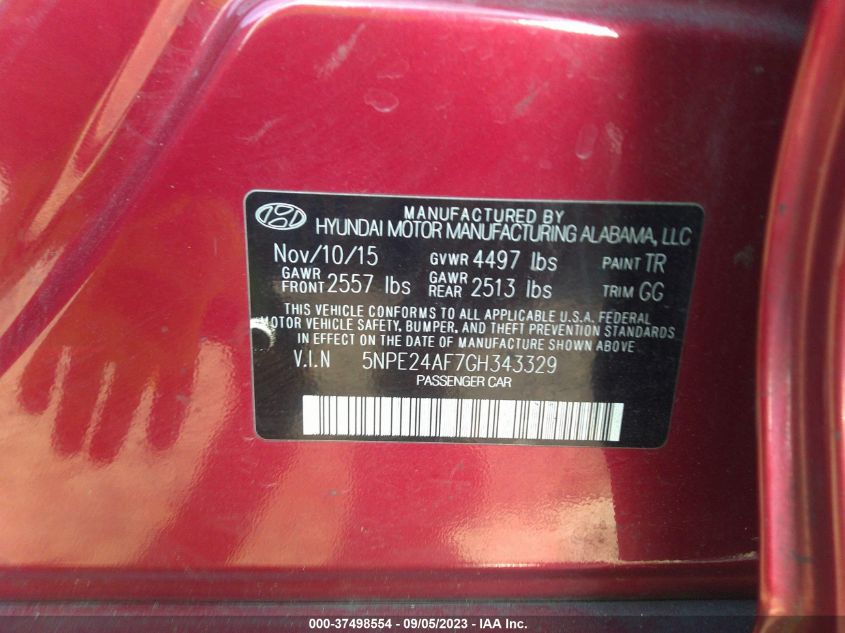 MANUFACTURED BY
HYUNDAI MOTOR MANUFACTURING ALABAMA, LLC
Nov/10/15 GVWR 4497 lbs PAINT TR
GAWR FRONT 2557 lbs GAWR REAR 2513 lbs TRIM GG
THIS VEHICLE CONFORMS TO ALL APPLICABLE U.S.A. FEDERAL
MOTOR VEHICLE SAFETY, BUMPER, AND THEFT PREVENTION STANDARDS
IN EFFECT ON THE DATE OF MANUFACTURE SHOWN ABOVE.
V.I.N 5NPE24AF7GH343329
PASSENGER CAR
000-37498554 - 09/05/2023 - U---